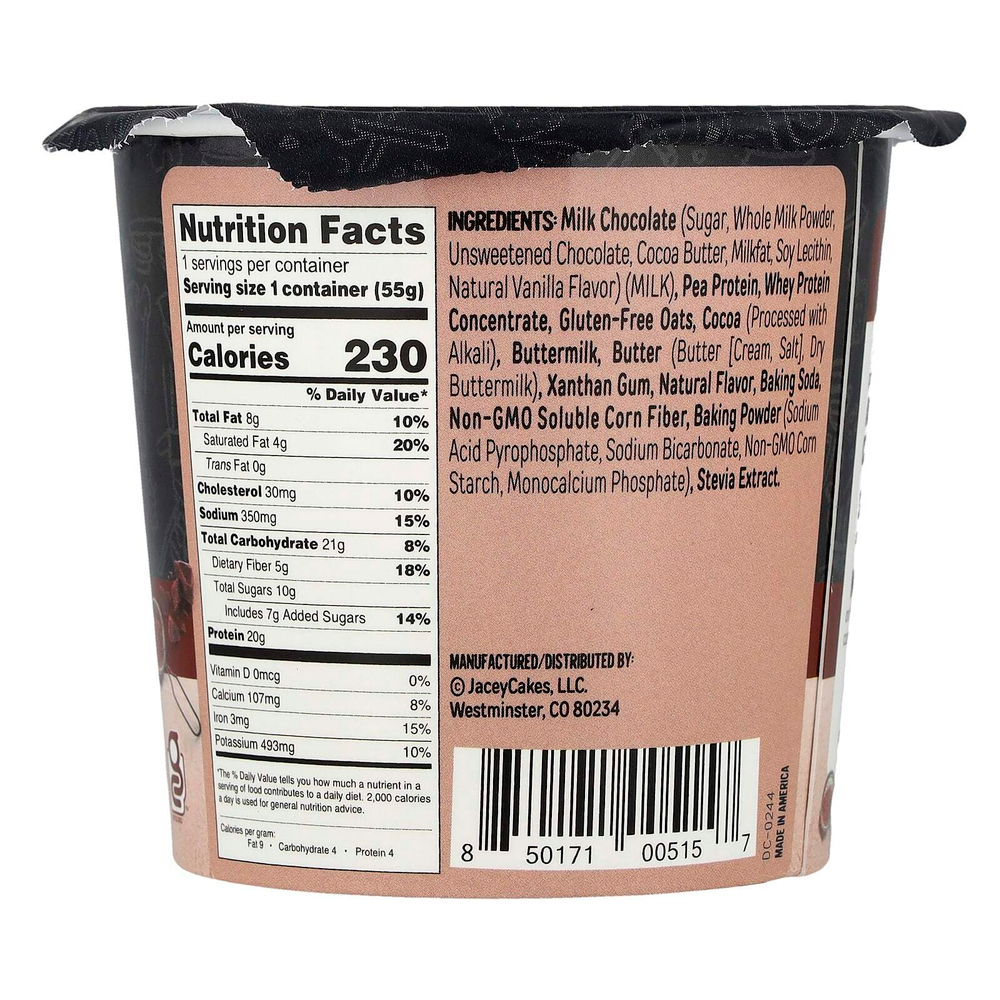 Nutrition Facts
1 servings per container
Serving size 1 container (55g)
Amount per serving
Calories 230
% Daily Value*
Total Fat 8g 10%
Saturated Fat 4g 20%
Trans Fat 0g
Cholesterol 30mg 10%
Sodium 350mg 15%
Total Carbohydrate 21g 8%
Dietary Fiber 5g 18%
Total Sugars 10g
Includes 7g Added Sugars 14%
Protein 20g
Vitamin D 0mcg 0%
Calcium 107mg 8%
Iron 3mg 15%
Potassium 493mg 10%
*The % Daily Value tells you how much a nutrient in a
serving of food contributes to a daily diet. 2,000 calories
a day is used for general nutrition advice.
Calories per gram:
Fat 9 · Carbohydrate 4 · Protein 4
INGREDIENTS: Milk Chocolate (Sugar, Whole Milk Powder,
Unsweetened Chocolate, Cocoa Butter, Milkfat, Soy Lecithin,
Natural Vanilla Flavor) (MILK), Pea Protein, Whey Protein
Concentrate, Gluten-Free Oats, Cocoa (Processed with
Alkali), Buttermilk, Butter (Butter [Cream, Salt], Dry
Buttermilk), Xanthan Gum, Natural Flavor, Baking Soda,
Non-GMO Soluble Corn Fiber, Baking Powder (Sodium
Acid Pyrophosphate, Sodium Bicarbonate, Non-GMO Corn
Starch, Monocalcium Phosphate), Stevia Extract.
MANUFACTURED/DISTRIBUTED BY:
© JaceyCakes, LLC.
Westminster, CO 80234
8 50171 00515 7
DC-0244
MADE IN AMERICA